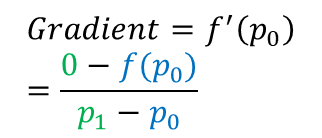 Gradient = f′(p₀)
= (0 − f(p₀)) / (p₁ − p₀)